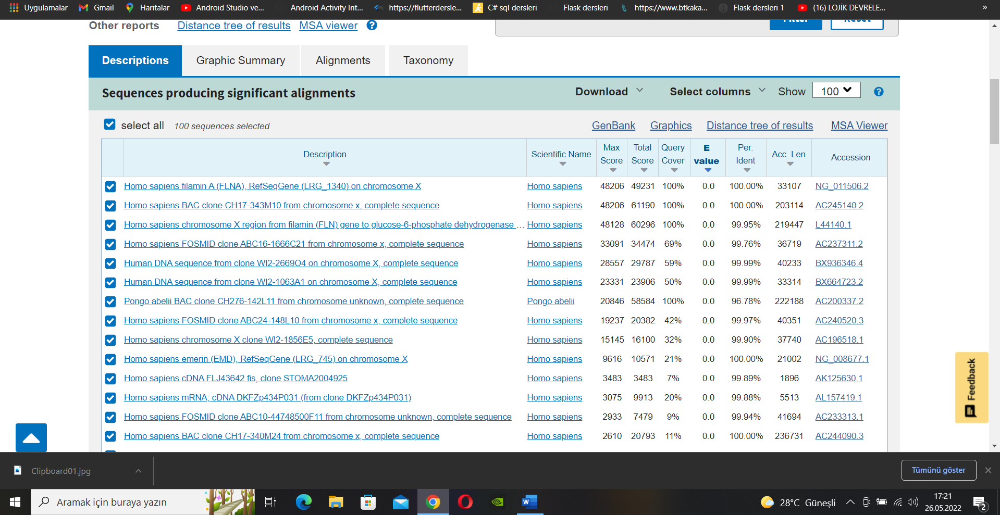 Uygulamalar Gmail Haritalar Android Studio ve... Android Activity Int... https://flutterdersle... C# sql dersleri Flask dersleri https://www.btkaka... Flask dersleri 1 (16) LOJİK DEVRELE... »
Other reports Distance tree of results MSA viewer ? Filter Reset
Descriptions Graphic Summary Alignments Taxonomy
Sequences producing significant alignments Download Select columns Show 100 ?
select all 100 sequences selected GenBank Graphics Distance tree of results MSA Viewer
Description Scientific Name Max Score Total Score Query Cover E value Per. Ident Acc. Len Accession
Homo sapiens filamin A (FLNA), RefSeqGene (LRG_1340) on chromosome X Homo sapiens 48206 49231 100% 0.0 100.00% 33107 NG_011506.2
Homo sapiens BAC clone CH17-343M10 from chromosome x, complete sequence Homo sapiens 48206 61190 100% 0.0 100.00% 203114 AC245140.2
Homo sapiens chromosome X region from filamin (FLN) gene to glucose-6-phosphate dehydrogenase ... Homo sapiens 48128 60296 100% 0.0 99.95% 219447 L44140.1
Homo sapiens FOSMID clone ABC16-1666C21 from chromosome x, complete sequence Homo sapiens 33091 34474 69% 0.0 99.76% 36719 AC237311.2
Human DNA sequence from clone WI2-2669O4 on chromosome X, complete sequence Homo sapiens 28557 29787 59% 0.0 99.99% 40233 BX936346.4
Human DNA sequence from clone WI2-1063A1 on chromosome X, complete sequence Homo sapiens 23331 23906 50% 0.0 99.99% 33314 BX664723.2
Pongo abelii BAC clone CH276-142L11 from chromosome unknown, complete sequence Pongo abelii 20846 58584 100% 0.0 96.78% 222188 AC200337.2
Homo sapiens FOSMID clone ABC24-148L10 from chromosome x, complete sequence Homo sapiens 19237 20382 42% 0.0 99.97% 40351 AC240520.3
Homo sapiens chromosome X clone WI2-1856E5, complete sequence Homo sapiens 15145 16100 32% 0.0 99.90% 37740 AC196518.1
Homo sapiens emerin (EMD), RefSeqGene (LRG_745) on chromosome X Homo sapiens 9616 10571 21% 0.0 100.00% 21002 NG_008677.1
Homo sapiens cDNA FLJ43642 fis, clone STOMA2004925 Homo sapiens 3483 3483 7% 0.0 99.89% 1896 AK125630.1
Homo sapiens mRNA; cDNA DKFZp434P031 (from clone DKFZp434P031) Homo sapiens 3075 9913 20% 0.0 99.88% 5513 AL157419.1
Homo sapiens FOSMID clone ABC10-44748500F11 from chromosome unknown, complete sequence Homo sapiens 2933 7479 9% 0.0 99.94% 41694 AC233313.1
Homo sapiens BAC clone CH17-340M24 from chromosome x, complete sequence Homo sapiens 2610 20793 11% 0.0 100.00% 236731 AC244090.3
Feedback
Clipboard01.jpg Tümünü göster
Aramak için buraya yazın 28°C Güneşli 17:21
26.05.2022 2